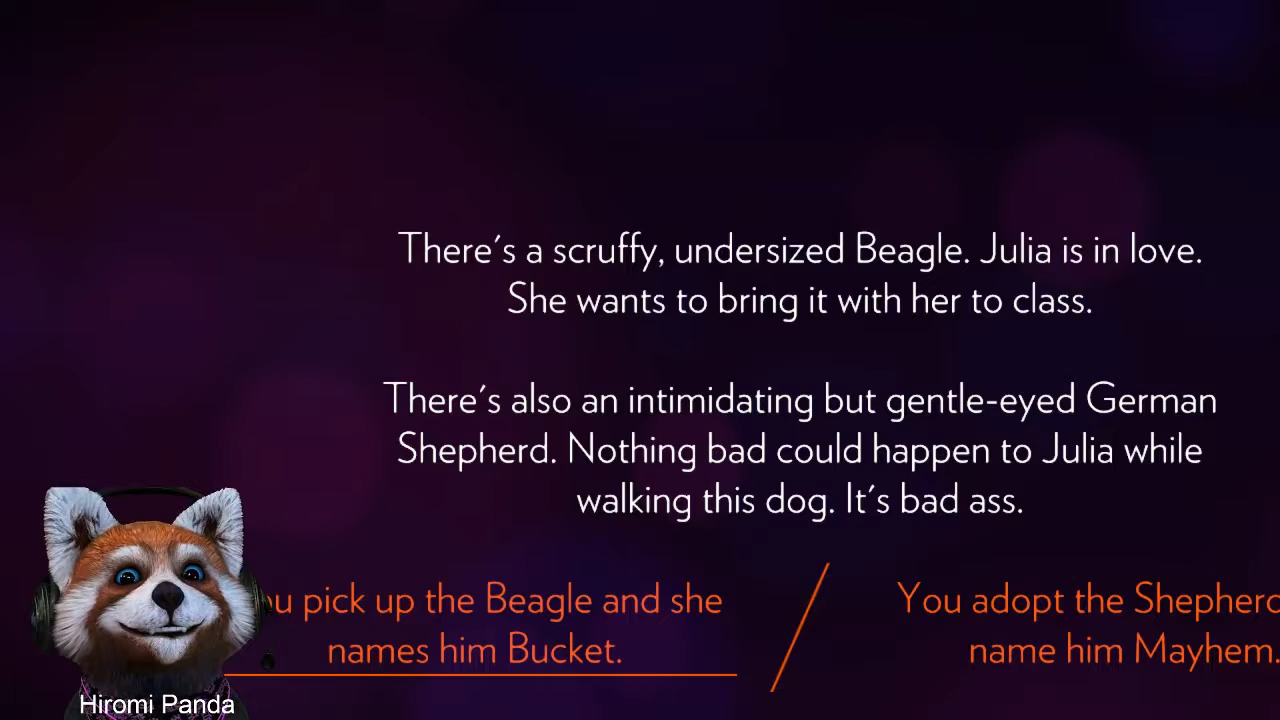 There's a scruffy, undersized Beagle. Julia is in love.
She wants to bring it with her to class.
There's also an intimidating but gentle-eyed German
Shepherd. Nothing bad could happen to Julia while
walking this dog. It's bad ass.
pick up the Beagle and she
names him Bucket.
You adopt the
name him Mayhem.
Hiromi Panda